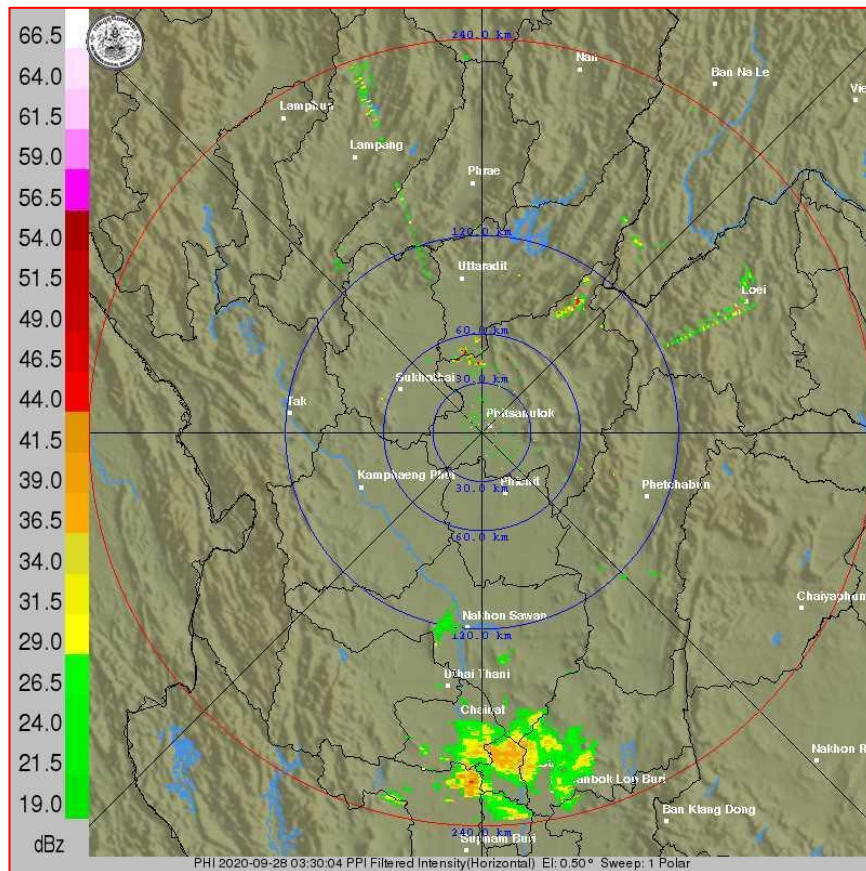 66.5
64.0
61.5
59.0
56.5
54.0
51.5
49.0
46.5
44.0
41.5
39.0
36.5
34.0
31.5
29.0
26.5
24.0
21.5
19.0
dBz
240.0 km
Nan
Ban Na Le
Lamphun
Lampang
Phrae
120.0 km
Uttaradit
Loei
60.0 km
Sukhothai
Tak
Phitsanulok
Kamphaeng Phet
Phichit
30.0 km
Phetchabun
60.0 km
Chaiyaphum
Nakhon Sawan
120.0 km
Uthai Thani
Chainat
Nakhon R
Lop Buri
Ban Klang Dong
240.0 km
Supham Buri
PHI 2020-09-28 03:30:04 PPI Filtered Intensity(Horizontal) El: 0.50° Sweep: 1 Polar